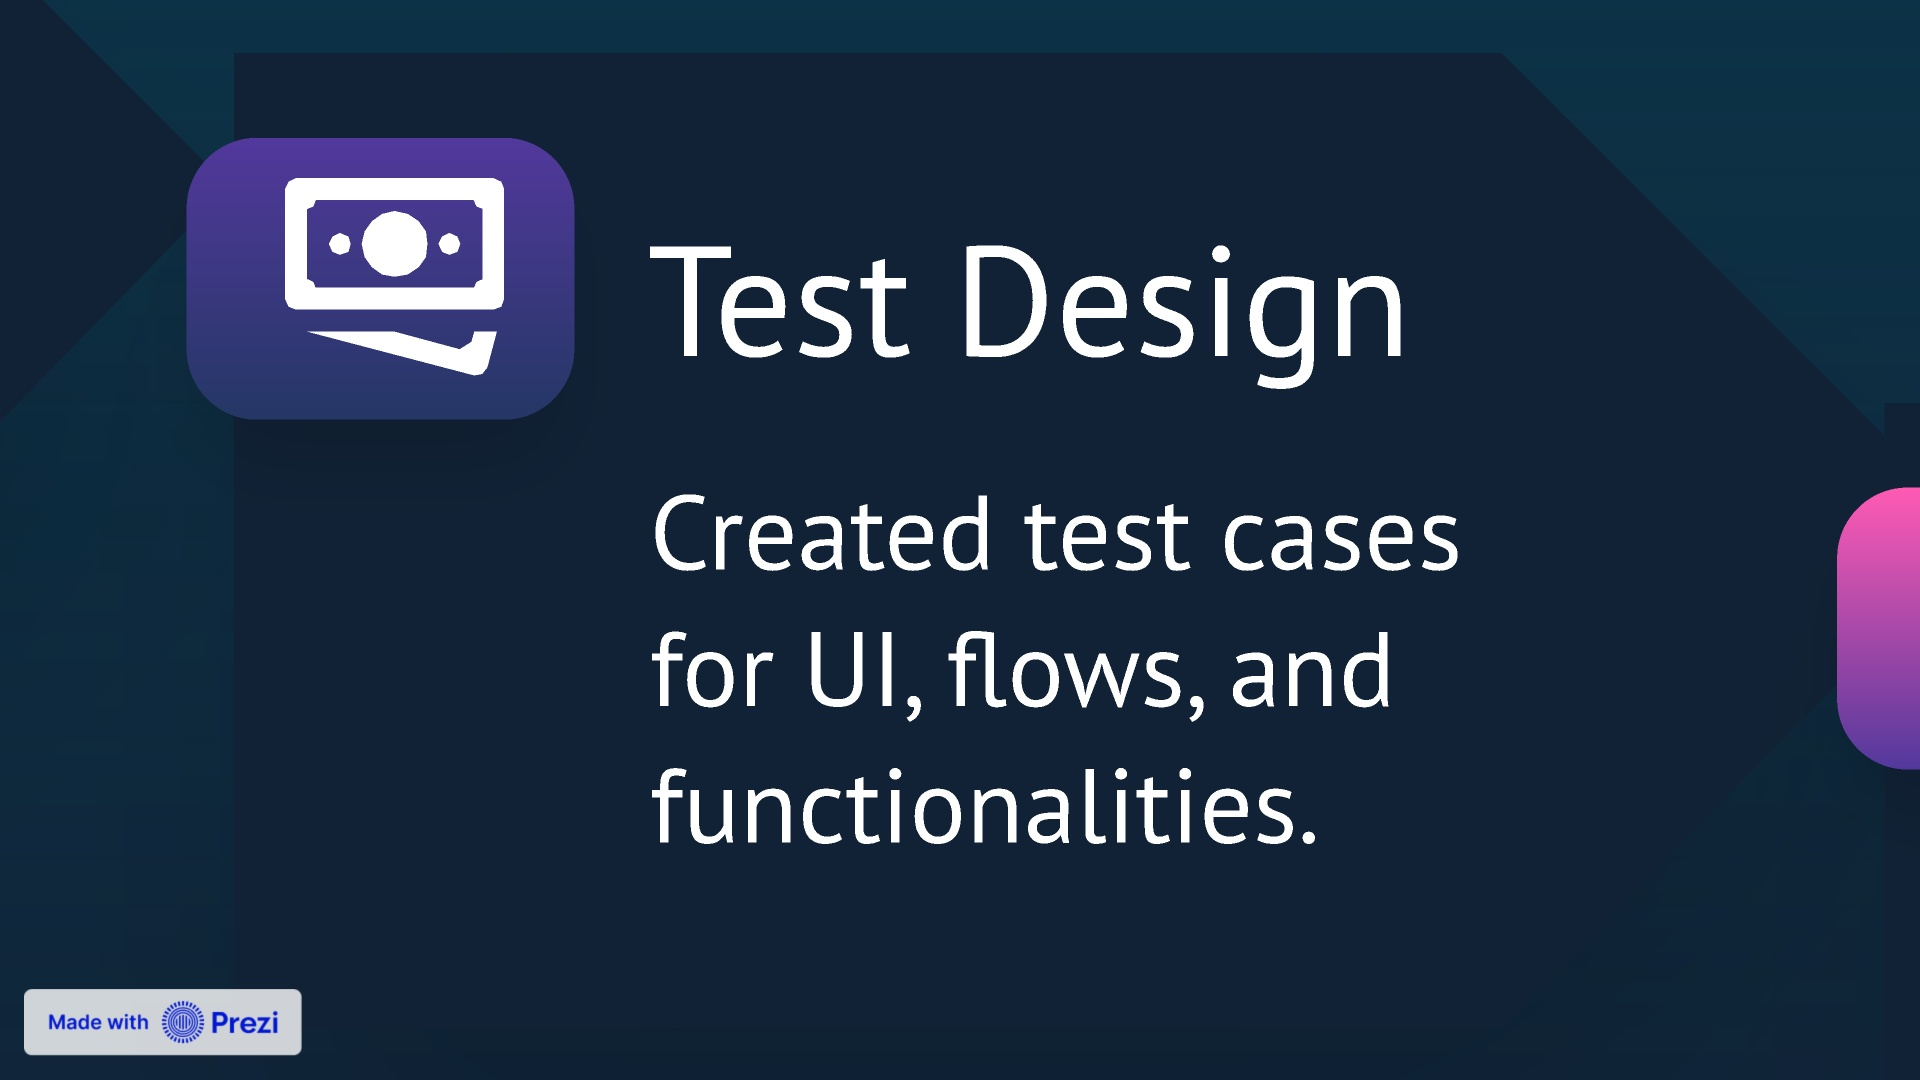 Test Design
Created test cases
for UI, flows, and
functionalities.
Made with Prezi